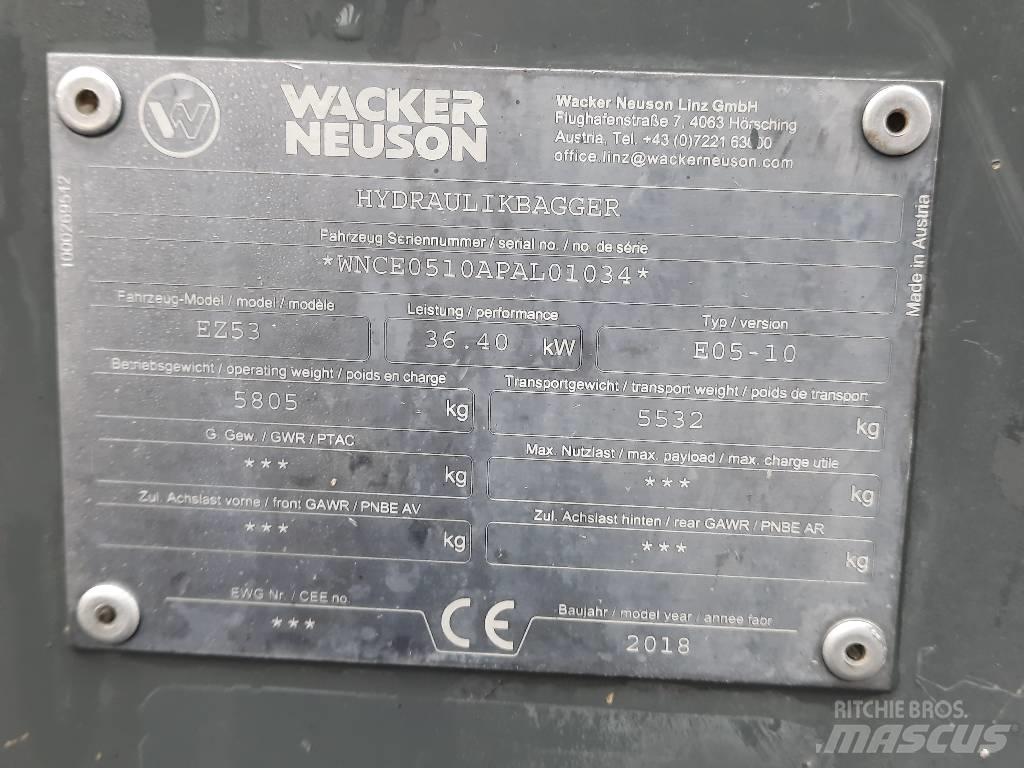 WACKER
NEUSON
Wacker Neuson Linz GmbH
Flughafenstraße 7, 4063 Hörsching
Austria, Tel. +43 (0)7221 63000
office.linz@wackerneuson.com
1000269542
HYDRAULIKBAGGER
Fahrzeug Seriennummer / serial no. / no. de série
*WNCE0510APAL01034*
Made in Austria
Fahrzeug-Model / model / modèle
Leistung / performance
Typ / version
EZ53
36.40 kW
E05-10
Betriebsgewicht / operating weight / poids en charge
Transportgewicht / transport weight / poids de transport
5805 kg
5532 kg
G. Gew. / GWR / PTAC
Max. Nutzlast / max. payload / max. charge utile
*** kg
*** kg
Zul. Achslast vorne / front GAWR / PNBE AV
Zul. Achslast hinten / rear GAWR / PNBE AR
*** kg
*** kg
EWG Nr. / CEE no.
***
CE
Baujahr / model year / année fabr
2018
RITCHIE BROS.
MASCUS